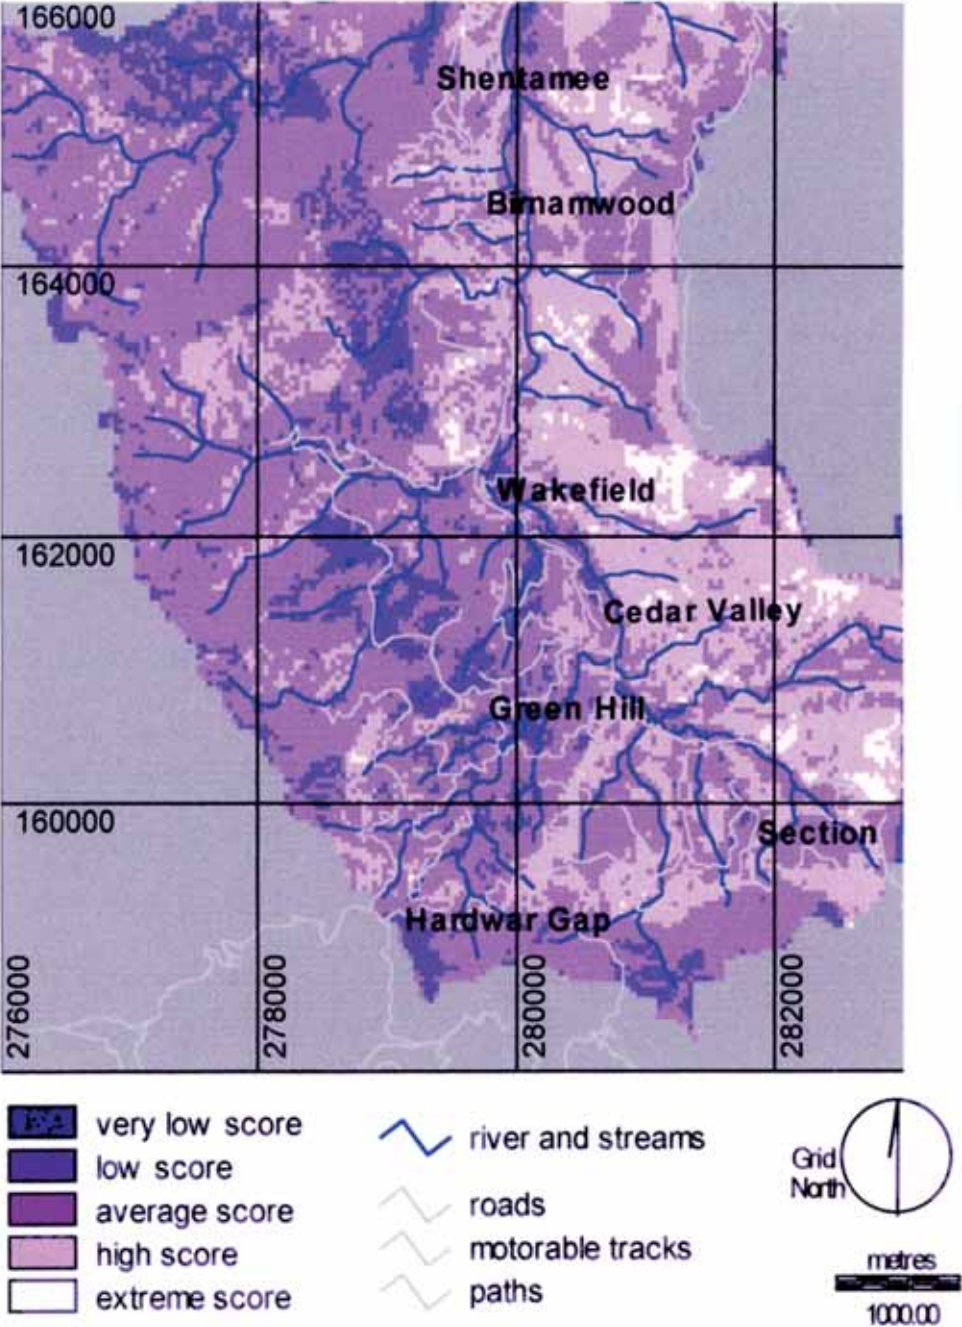 166000
Shentamee
Birnamwood
164000
Wakefield
162000
Cedar Valley
Green Hill
160000
Section
Hardwar Gap
276000
278000
280000
282000
very low score
low score
average score
high score
extreme score
river and streams
roads
motorable tracks
paths
Grid
North
metres
1000.00